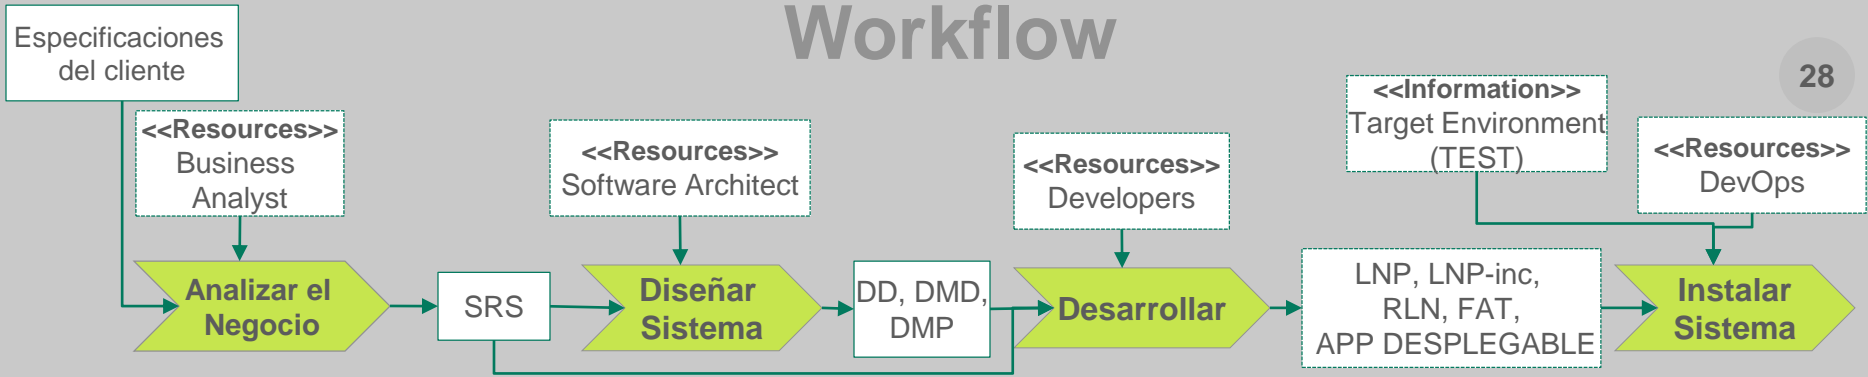 Workflow
28
Especificaciones
del cliente
<<Resources>>
Business
Analyst
<<Resources>>
Software Architect
<<Resources>>
Developers
<<Information>>
Target Environment
(TEST)
<<Resources>>
DevOps
Analizar el
Negocio
SRS
Diseñar
Sistema
DD, DMD,
DMP
Desarrollar
LNP, LNP-inc,
RLN, FAT,
APP DESPLEGABLE
Instalar
Sistema